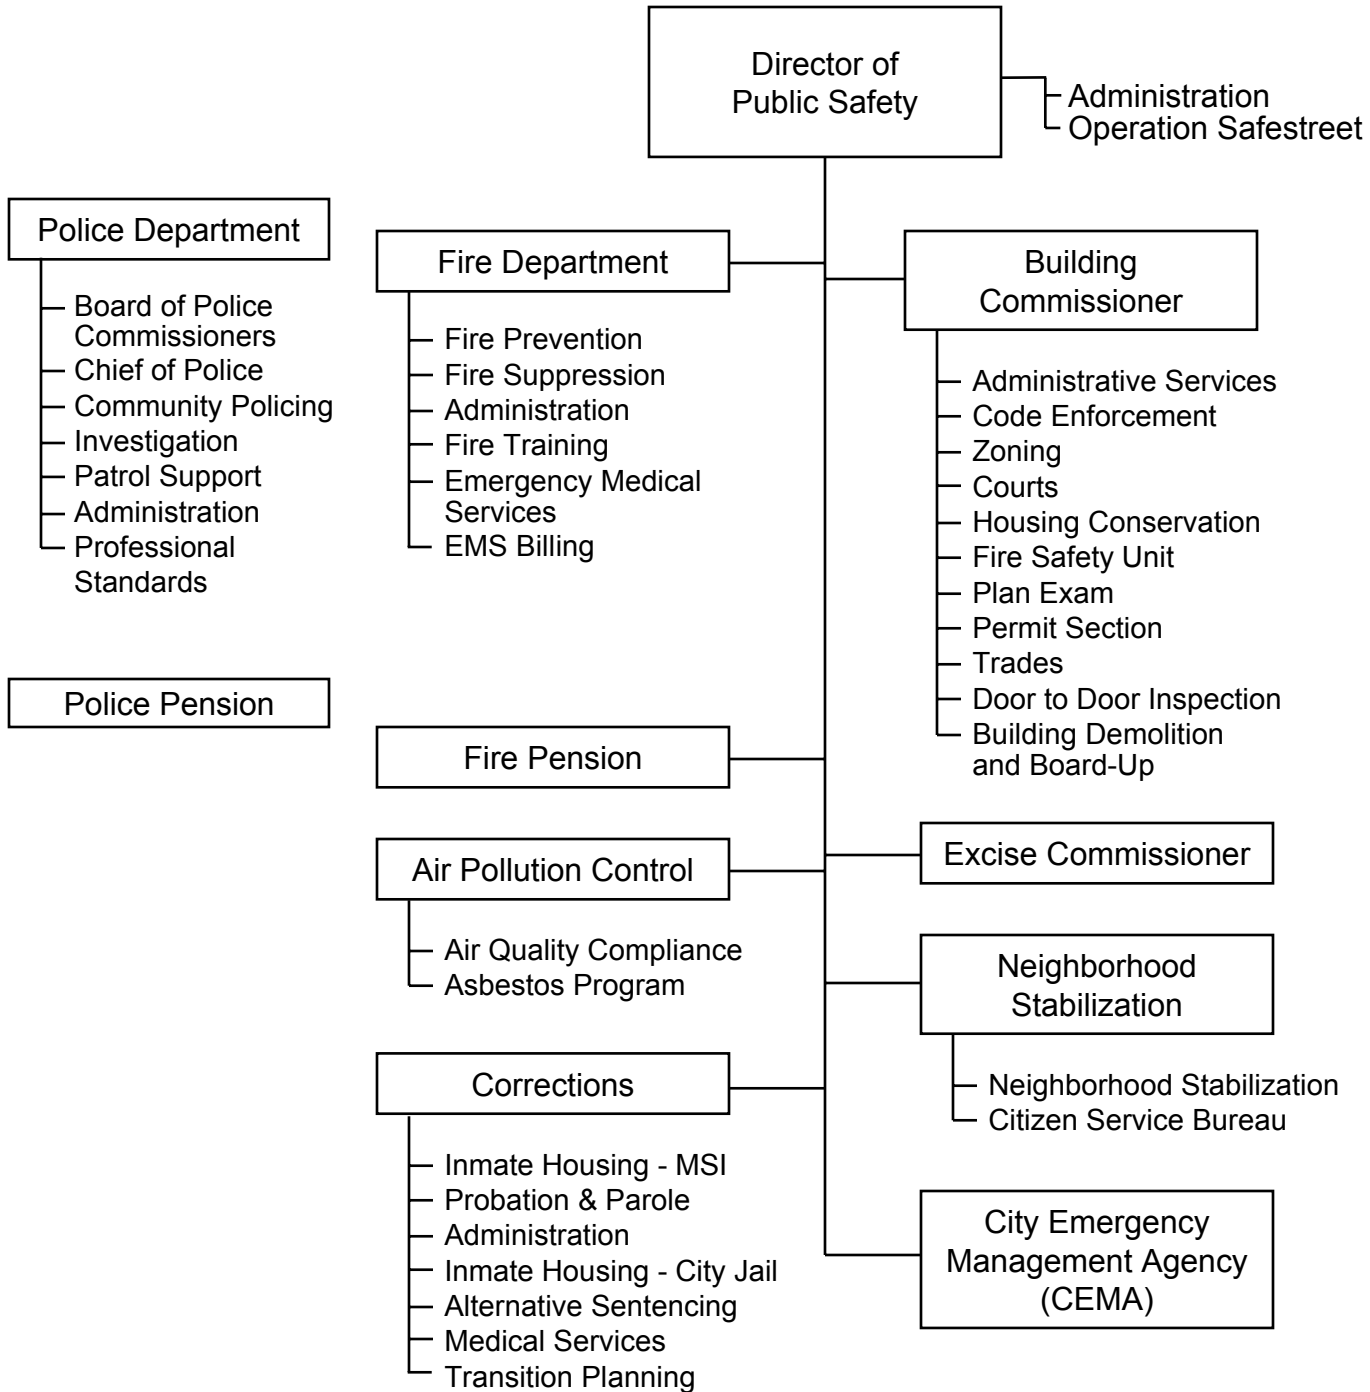 Director of
Public Safety
Administration
Operation Safestreet
Police Department
Board of Police
Commissioners
Chief of Police
Community Policing
Investigation
Patrol Support
Administration
Professional
Standards
Police Pension
Fire Department
Fire Prevention
Fire Suppression
Administration
Fire Training
Emergency Medical
Services
EMS Billing
Fire Pension
Air Pollution Control
Air Quality Compliance
Asbestos Program
Corrections
Inmate Housing - MSI
Probation & Parole
Administration
Inmate Housing - City Jail
Alternative Sentencing
Medical Services
Transition Planning
Building
Commissioner
Administrative Services
Code Enforcement
Zoning
Courts
Housing Conservation
Fire Safety Unit
Plan Exam
Permit Section
Trades
Door to Door Inspection
Building Demolition
and Board-Up
Excise Commissioner
Neighborhood
Stabilization
Neighborhood Stabilization
Citizen Service Bureau
City Emergency
Management Agency
(CEMA)